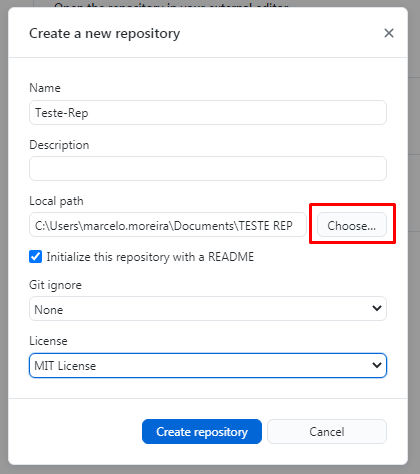 Open the repository in your external editor
Create a new repository
Name
Teste-Rep
Description
Local path
C:\Users\marcelo.moreira\Documents\TESTE REP
Choose...
Initialize this repository with a README
Git ignore
None
License
MIT License
Create repository
Cancel